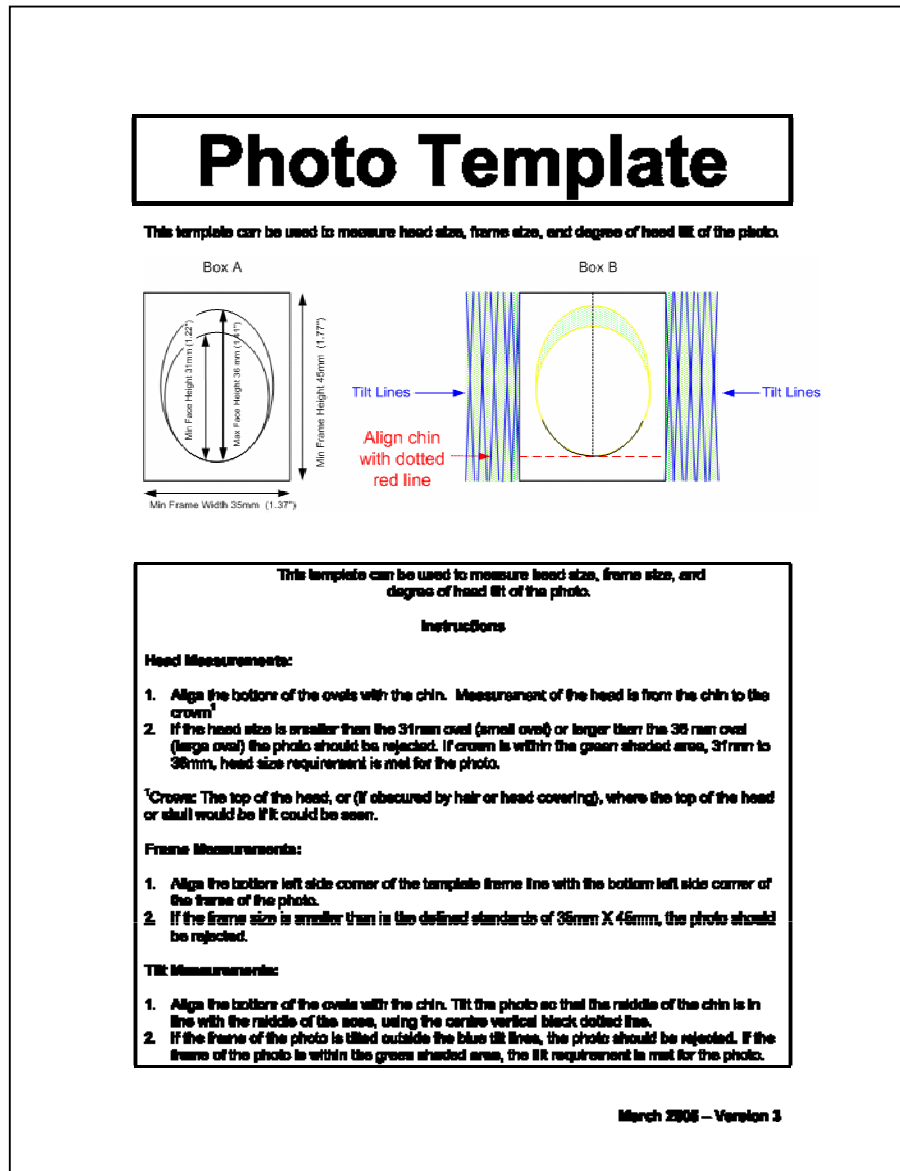 Photo Template
This template can be used to measure head size, frame size, and degree of head tilt of the photo.
Box A
Box B
Min Face Height 31mm (1.22")
Max Face Height 36 mm (1.41")
Min Frame Height 45mm (1.77")
Min Frame Width 35mm (1.37")
Tilt Lines
Tilt Lines
Align chin
with dotted
red line
This template can be used to measure head size, frame size, and
degree of head tilt of the photo.
Instructions
Head Measurements:
1. Align the bottom of the ovals with the chin. Measurement of the head is from the chin to the
crown¹
2. If the head size is smaller than the 31mm oval (small oval) or larger than the 36 mm oval
(large oval) the photo should be rejected. If crown is within the green shaded area, 31mm to
36mm, head size requirement is met for the photo.
¹Crown: The top of the head, or (if obscured by hair or head covering), where the top of the head
or skull would be if it could be seen.
Frame Measurements:
1. Align the bottom left side corner of the template frame line with the bottom left side corner of
the frame of the photo.
2. If the frame size is smaller than is the defined standards of 35mm X 45mm, the photo should
be rejected.
Tilt Measurements:
1. Align the bottom of the ovals with the chin. Tilt the photo so that the middle of the chin is in
line with the middle of the nose, using the centre vertical black dotted line.
2. If the frame of the photo is tilted outside the blue tilt lines, the photo should be rejected. If the
frame of the photo is within the green shaded area, the tilt requirement is met for the photo.
March – Version 3